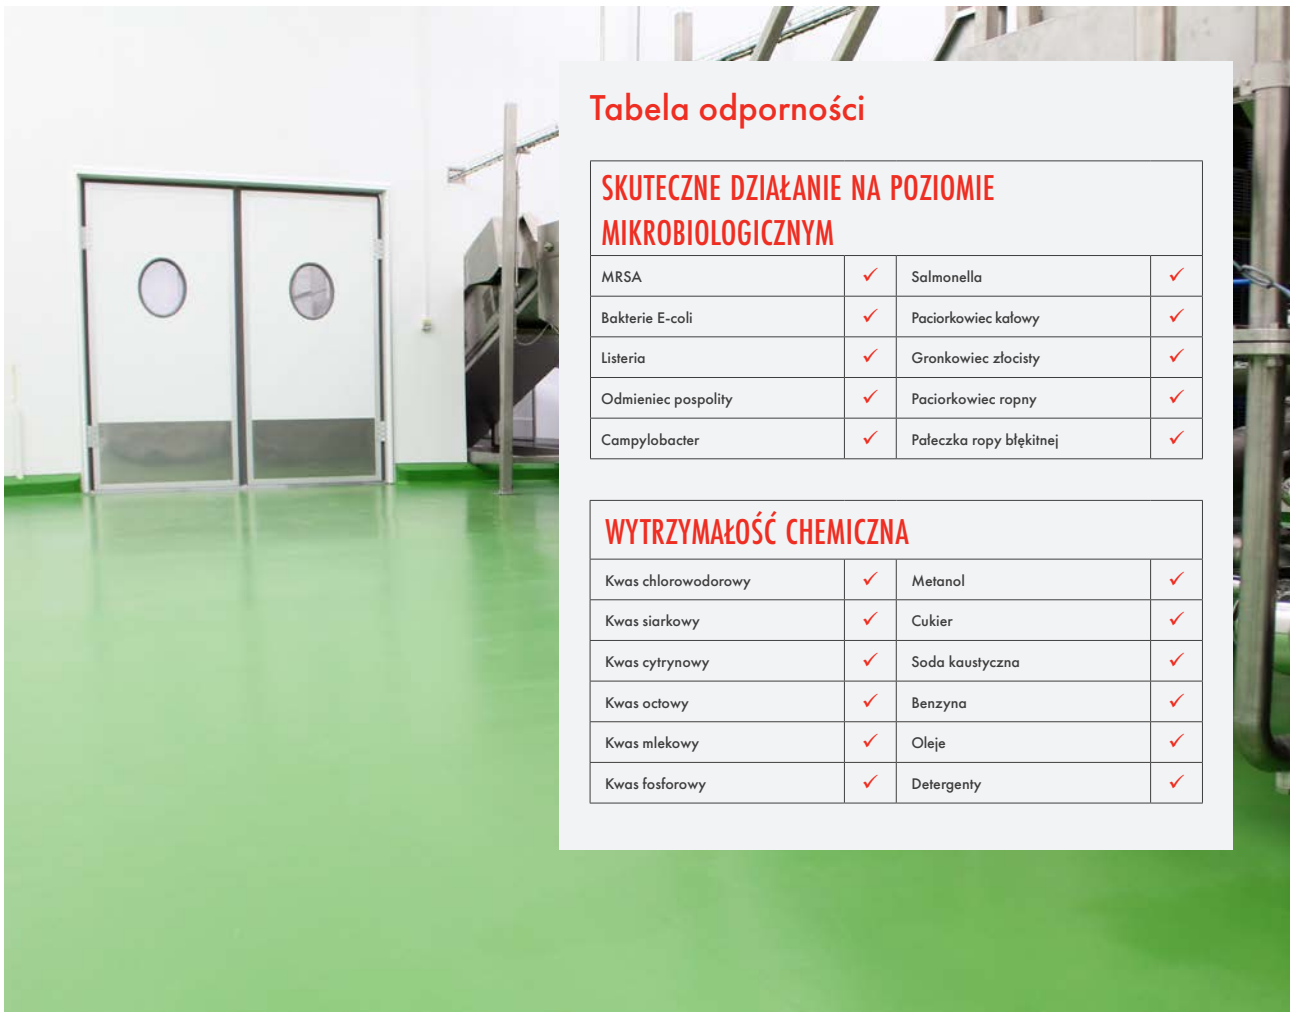 Tabela odporności
SKUTECZNE DZIAŁANIE NA POZIOMIE
MIKROBIOLOGICZNYM
MRSA ✓ Salmonella ✓
Bakterie E-coli ✓ Paciorkowiec kałowy ✓
Listeria ✓ Gronkowiec złocisty ✓
Odmieniec pospolity ✓ Paciorkowiec ropny ✓
Campylobacter ✓ Pałeczka ropy błękitnej ✓
WYTRZYMAŁOŚĆ CHEMICZNA
Kwas chlorowodorowy ✓ Metanol ✓
Kwas siarkowy ✓ Cukier ✓
Kwas cytrynowy ✓ Soda kaustyczna ✓
Kwas octowy ✓ Benzyna ✓
Kwas mlekowy ✓ Oleje ✓
Kwas fosforowy ✓ Detergenty ✓